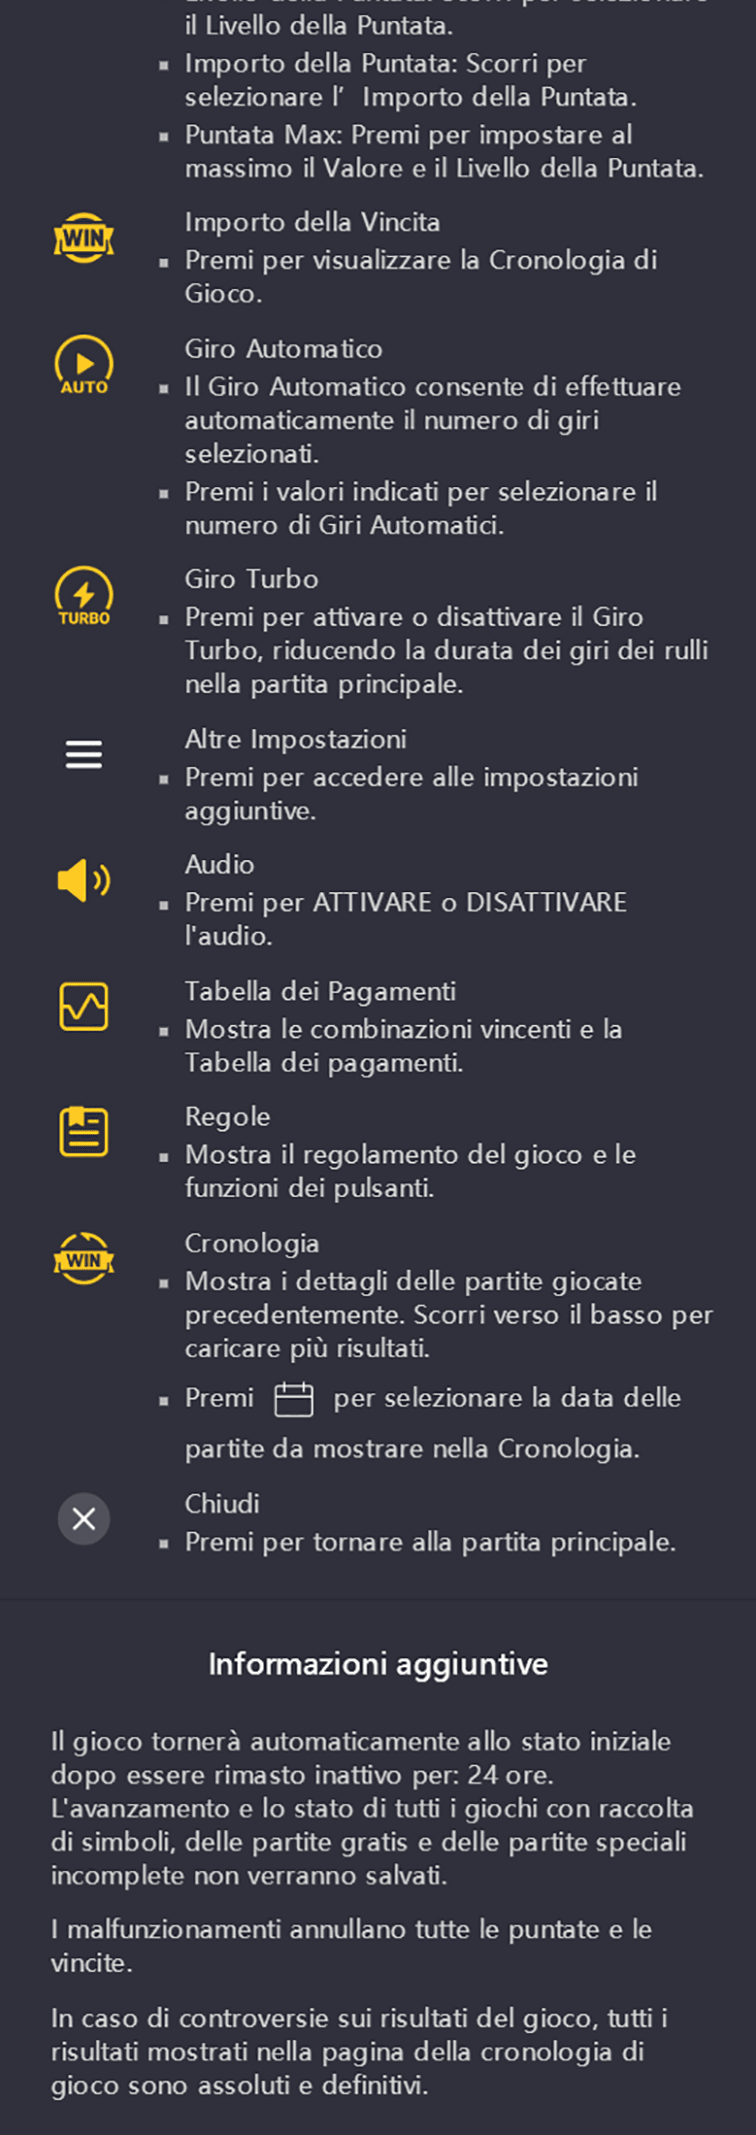 il Livello della Puntata.
▪ Importo della Puntata: Scorri per
selezionare l’ Importo della Puntata.
▪ Puntata Max: Premi per impostare al
massimo il Valore e il Livello della Puntata.
WIN
Importo della Vincita
▪ Premi per visualizzare la Cronologia di
Gioco.
AUTO
Giro Automatico
▪ Il Giro Automatico consente di effettuare
automaticamente il numero di giri
selezionati.
▪ Premi i valori indicati per selezionare il
numero di Giri Automatici.
TURBO
Giro Turbo
▪ Premi per attivare o disattivare il Giro
Turbo, riducendo la durata dei giri dei rulli
nella partita principale.
Altre Impostazioni
▪ Premi per accedere alle impostazioni
aggiuntive.
Audio
▪ Premi per ATTIVARE o DISATTIVARE
l'audio.
Tabella dei Pagamenti
▪ Mostra le combinazioni vincenti e la
Tabella dei pagamenti.
Regole
▪ Mostra il regolamento del gioco e le
funzioni dei pulsanti.
WIN
Cronologia
▪ Mostra i dettagli delle partite giocate
precedentemente. Scorri verso il basso per
caricare più risultati.
▪ Premi per selezionare la data delle
partite da mostrare nella Cronologia.
Chiudi
▪ Premi per tornare alla partita principale.
Informazioni aggiuntive
Il gioco tornerà automaticamente allo stato iniziale
dopo essere rimasto inattivo per: 24 ore.
L'avanzamento e lo stato di tutti i giochi con raccolta
di simboli, delle partite gratis e delle partite speciali
incomplete non verranno salvati.
I malfunzionamenti annullano tutte le puntate e le
vincite.
In caso di controversie sui risultati del gioco, tutti i
risultati mostrati nella pagina della cronologia di
gioco sono assoluti e definitivi.